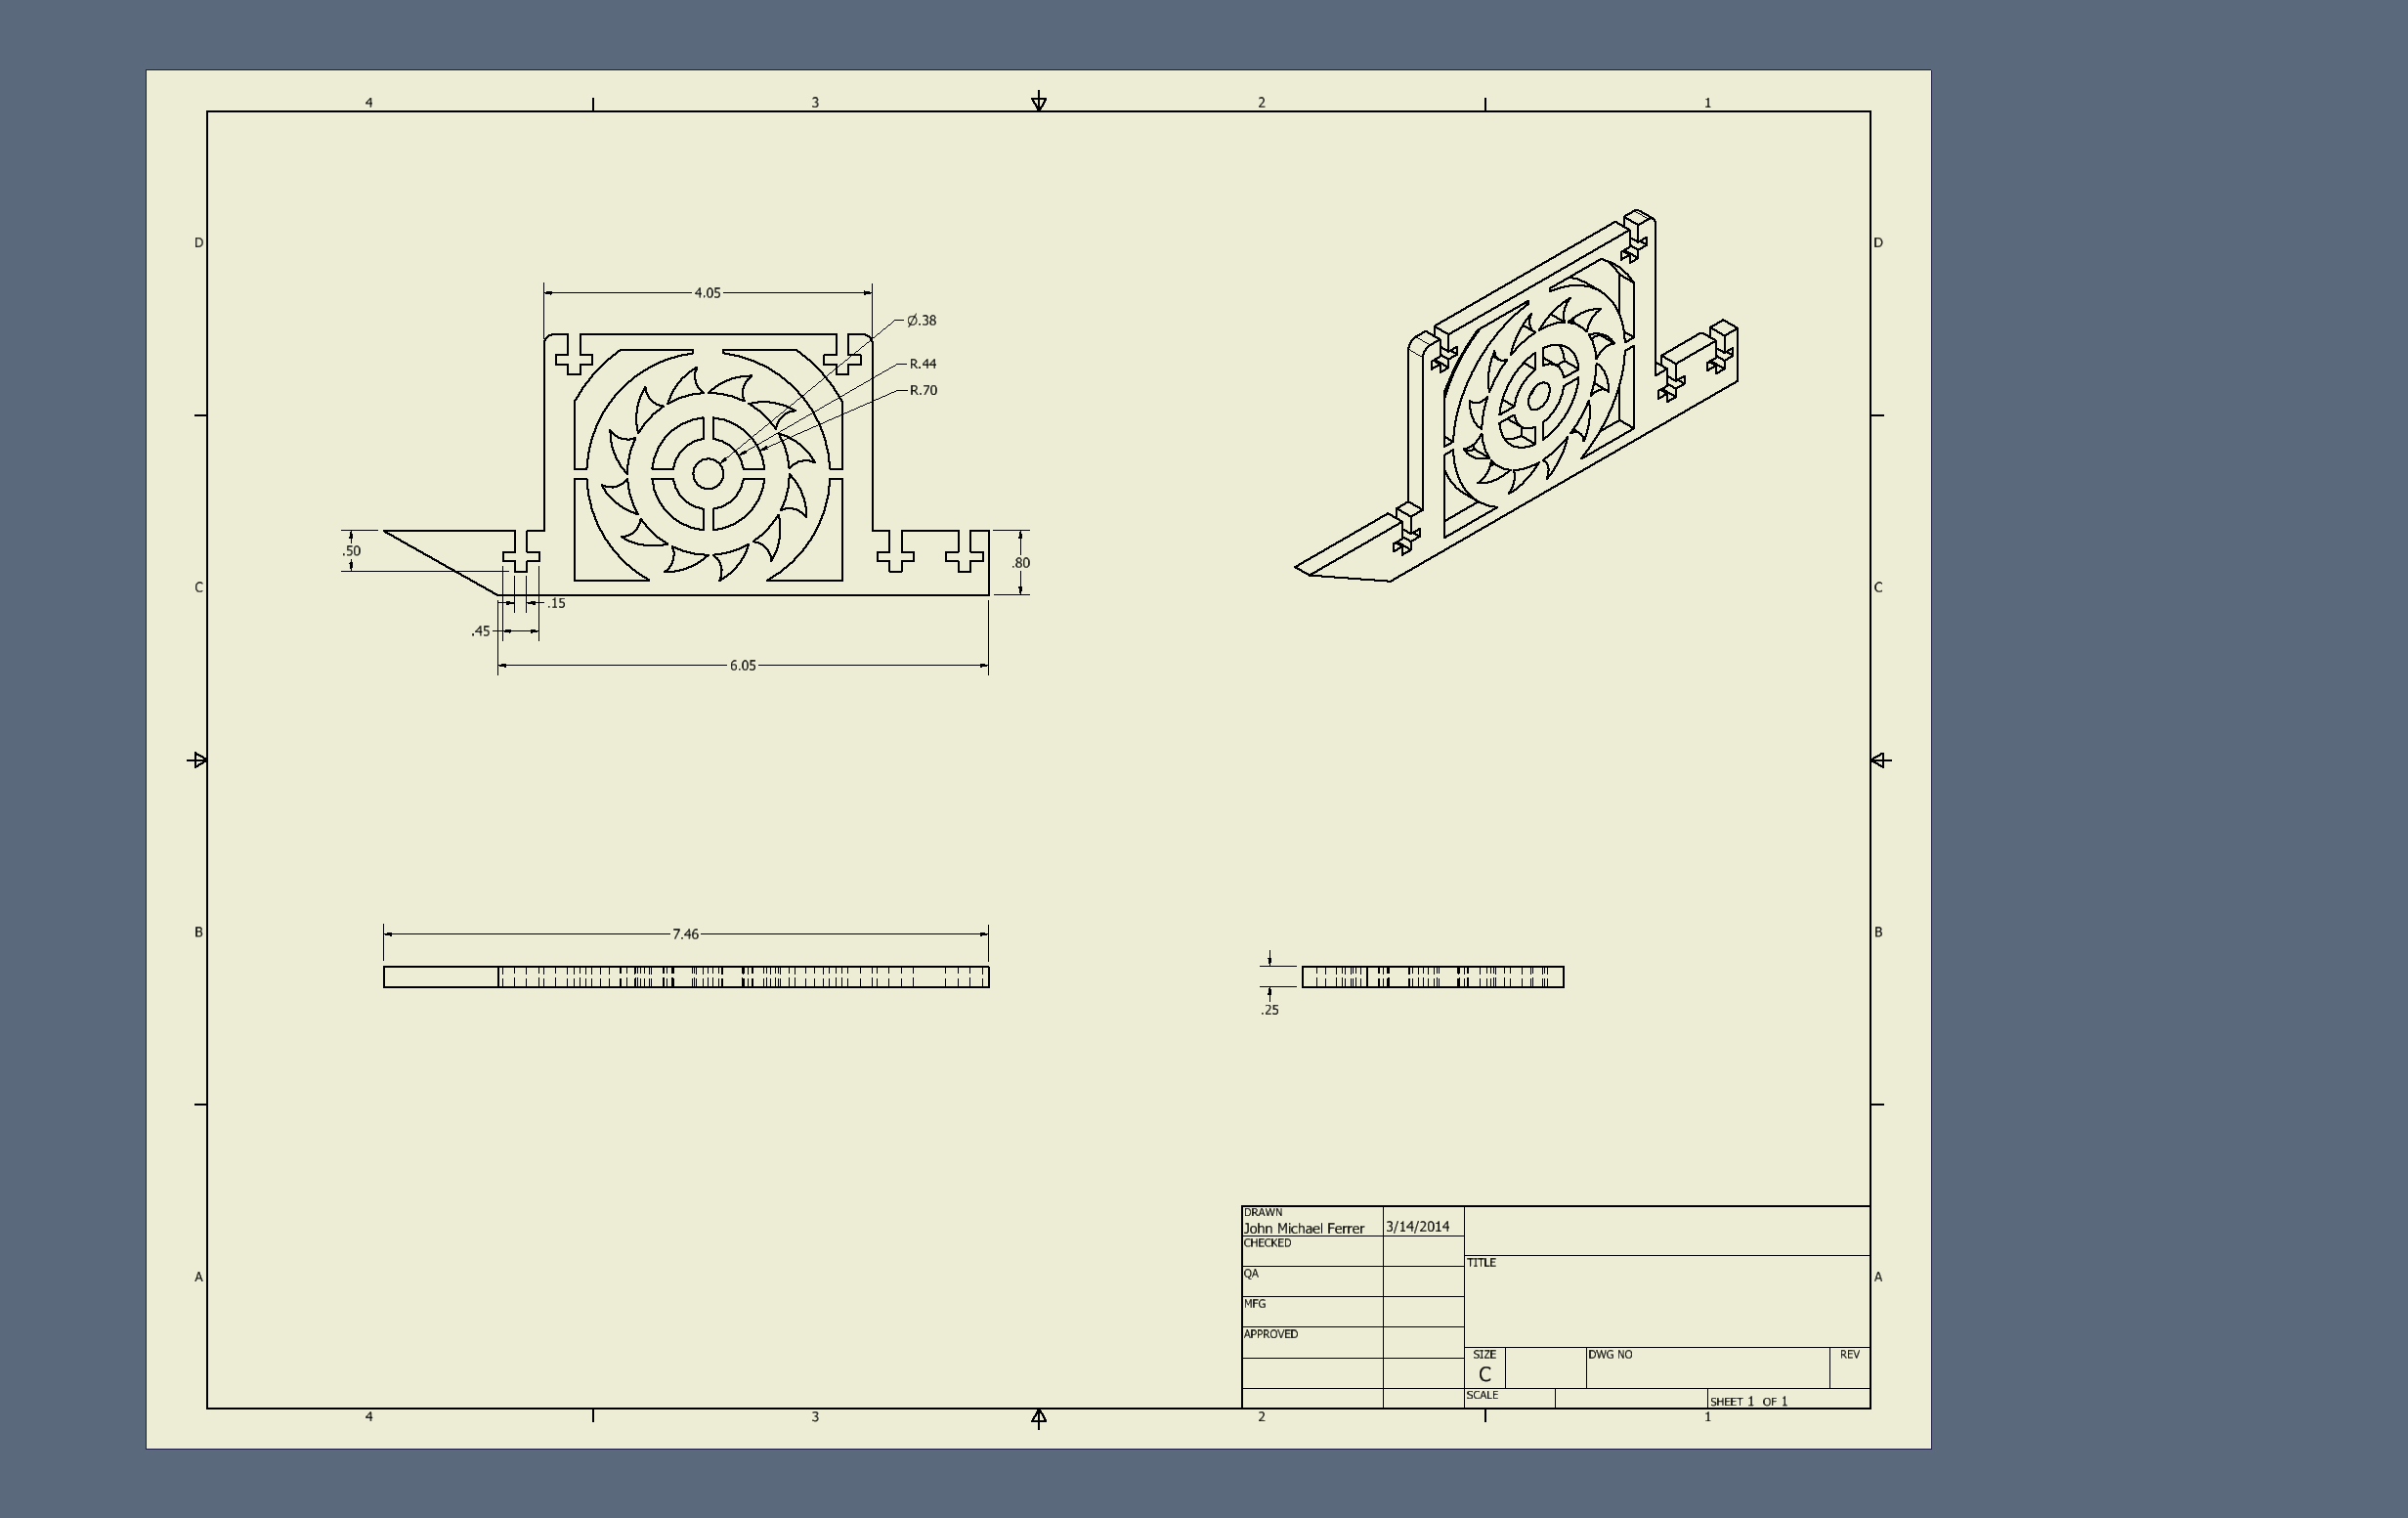 4 3 2 1
D D
4.05
Ø.38
R.44
R.70
.50
.80
C C
.15
.45
6.05
B B
7.46
.25
DRAWN
John Michael Ferrer 3/14/2014
CHECKED
TITLE
QA
A A
MFG
APPROVED
SIZE DWG NO REV
C
SCALE
SHEET 1 OF 1
4 3 2 1